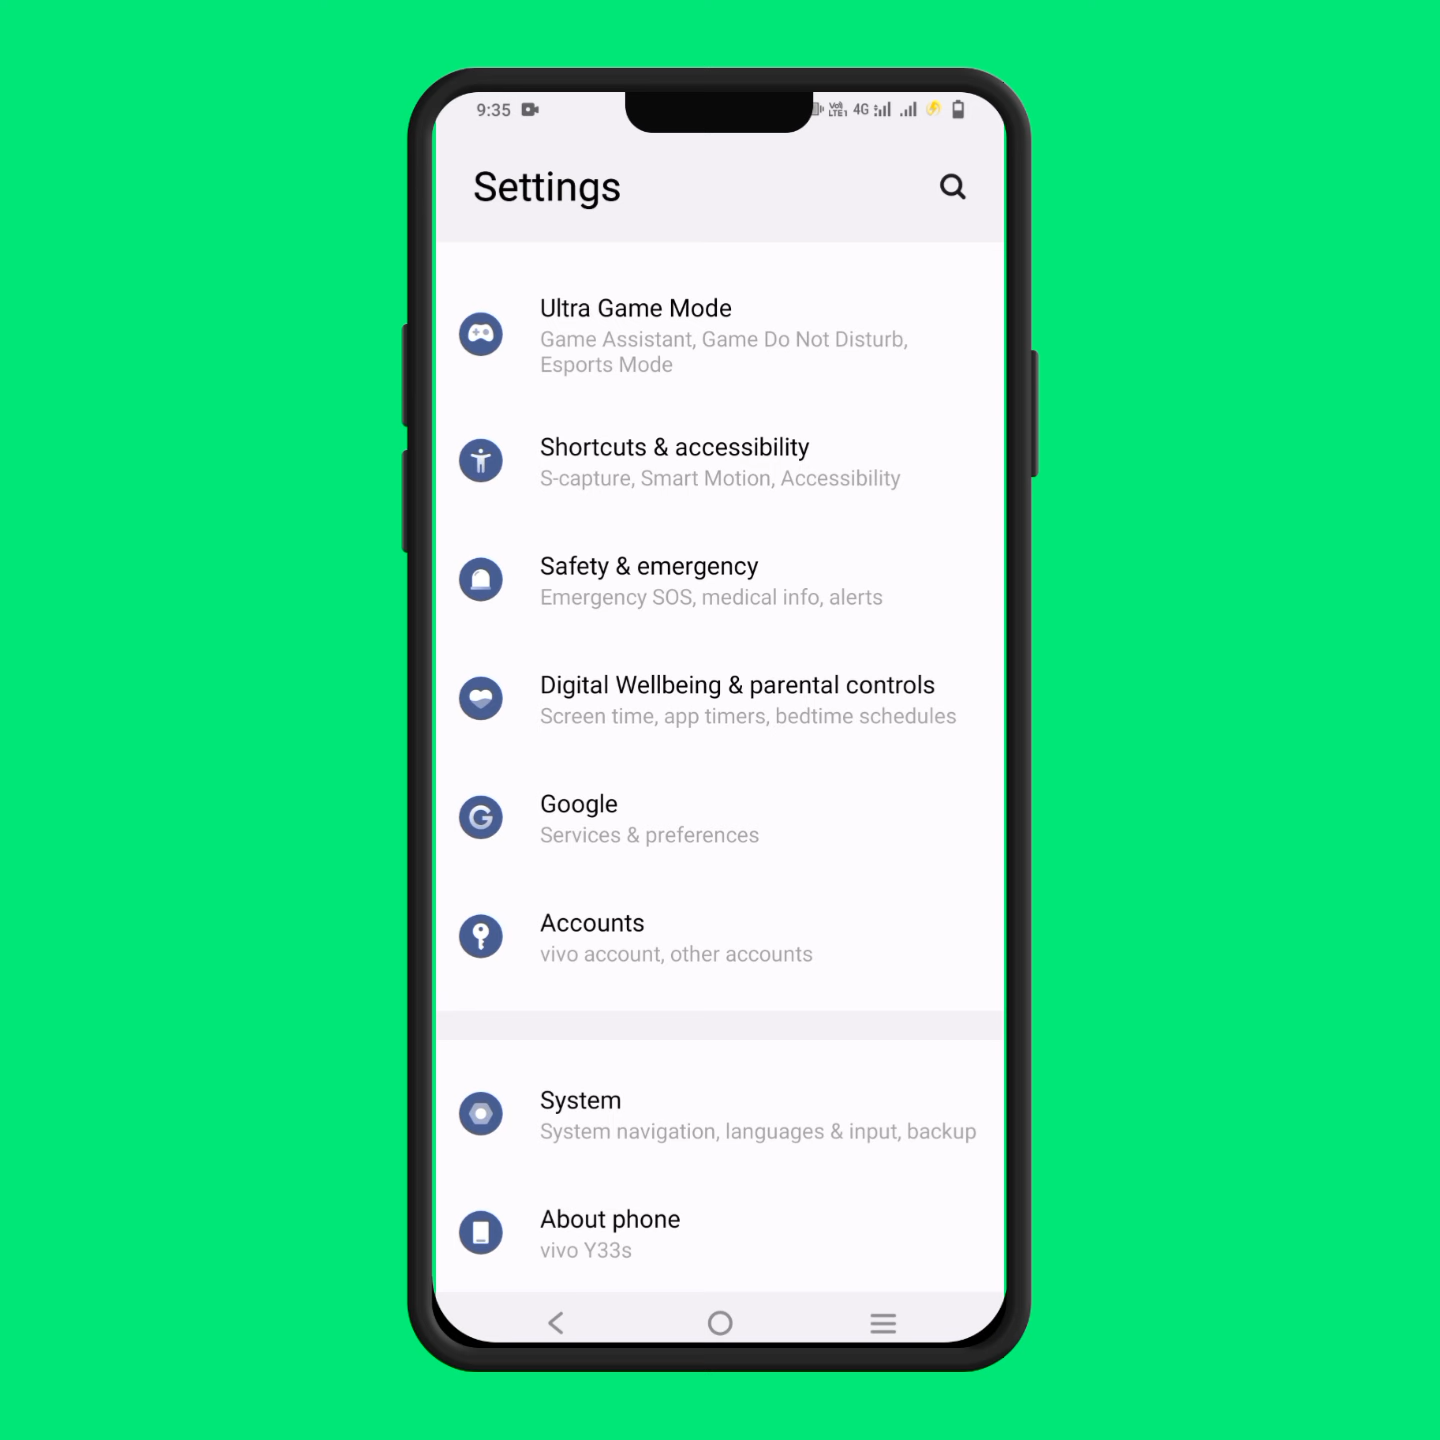 9:35
VoLTE1 4G
Settings
Ultra Game Mode
Game Assistant, Game Do Not Disturb,
Esports Mode
Shortcuts & accessibility
S-capture, Smart Motion, Accessibility
Safety & emergency
Emergency SOS, medical info, alerts
Digital Wellbeing & parental controls
Screen time, app timers, bedtime schedules
Google
Services & preferences
Accounts
vivo account, other accounts
System
System navigation, languages & input, backup
About phone
vivo Y33s